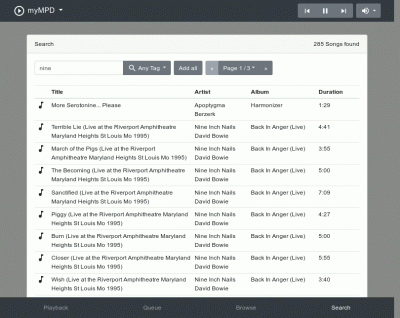 myMPD
Search 285 Songs found
nine Any Tag Add all « Page 1 / 3 »
Title Artist Album Duration
More Serotonine... Please Apoptygma Berzerk Harmonizer 1:29
Terrible Lie (Live at the Riverport Amphitheatre Nine Inch Nails Back In Anger (Live) 4:41
Maryland Heights St Louis Mo 1995) David Bowie
March of the Pigs (Live at the Riverport Nine Inch Nails Back In Anger (Live) 3:55
Amphitheatre Maryland Heights St Louis Mo 1995) David Bowie
The Becoming (Live at the Riverport Amphitheatre Nine Inch Nails Back In Anger (Live) 5:00
Maryland Heights St Louis Mo 1995) David Bowie
Sanctified (Live at the Riverport Amphitheatre Nine Inch Nails Back In Anger (Live) 7:09
Maryland Heights St Louis Mo 1995) David Bowie
Piggy (Live at the Riverport Amphitheatre Maryland Nine Inch Nails Back In Anger (Live) 4:27
Heights St Louis Mo 1995) David Bowie
Burn (Live at the Riverport Amphitheatre Maryland Nine Inch Nails Back In Anger (Live) 5:00
Heights St Louis Mo 1995) David Bowie
Closer (Live at the Riverport Amphitheatre Maryland Nine Inch Nails Back In Anger (Live) 5:55
Heights St Louis Mo 1995) David Bowie
Wish (Live at the Riverport Amphitheatre Maryland Nine Inch Nails Back In Anger (Live) 3:40
Heights St Louis Mo 1995) David Bowie
Playback Queue Browse Search